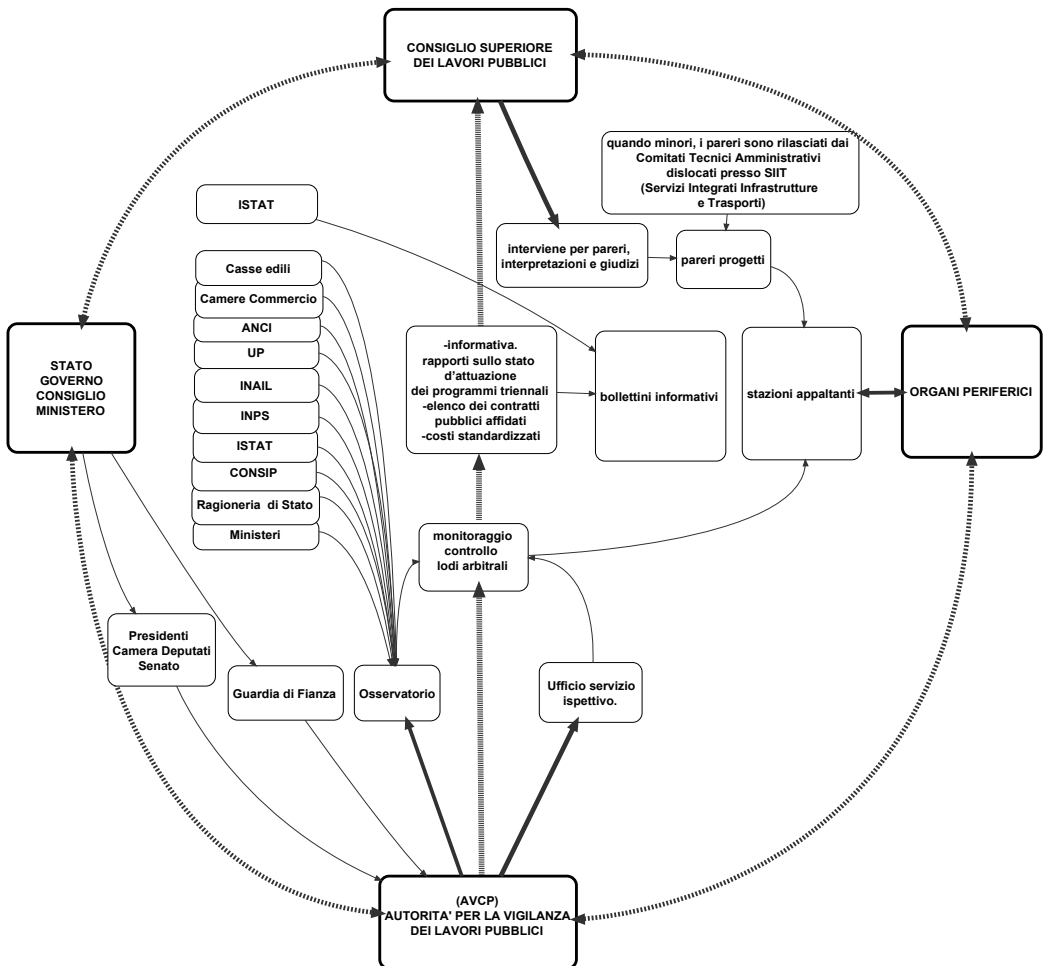 CONSIGLIO SUPERIORE
DEI LAVORI PUBBLICI
quando minori, i pareri sono rilasciati dai
Comitati Tecnici Amministrativi
dislocati presso SIIT
(Servizi Integrati Infrastrutture
e Trasporti)
ISTAT
interviene per pareri,
interpretazioni e giudizi
pareri progetti
Casse edili
Camere Commercio
ANCI
UP
INAIL
INPS
ISTAT
CONSIP
Ragioneria di Stato
Ministeri
STATO
GOVERNO
CONSIGLIO
MINISTERO
-informativa.
rapporti sullo stato
d'attuazione
dei programmi triennali
-elenco dei contratti
pubblici affidati
-costi standardizzati
bollettini informativi
stazioni appaltanti
ORGANI PERIFERICI
monitoraggio
controllo
lodi arbitrali
Presidenti
Camera Deputati
Senato
Guardia di Fianza
Osservatorio
Ufficio servizio
ispettivo.
(AVCP)
AUTORITA' PER LA VIGILANZA
DEI LAVORI PUBBLICI